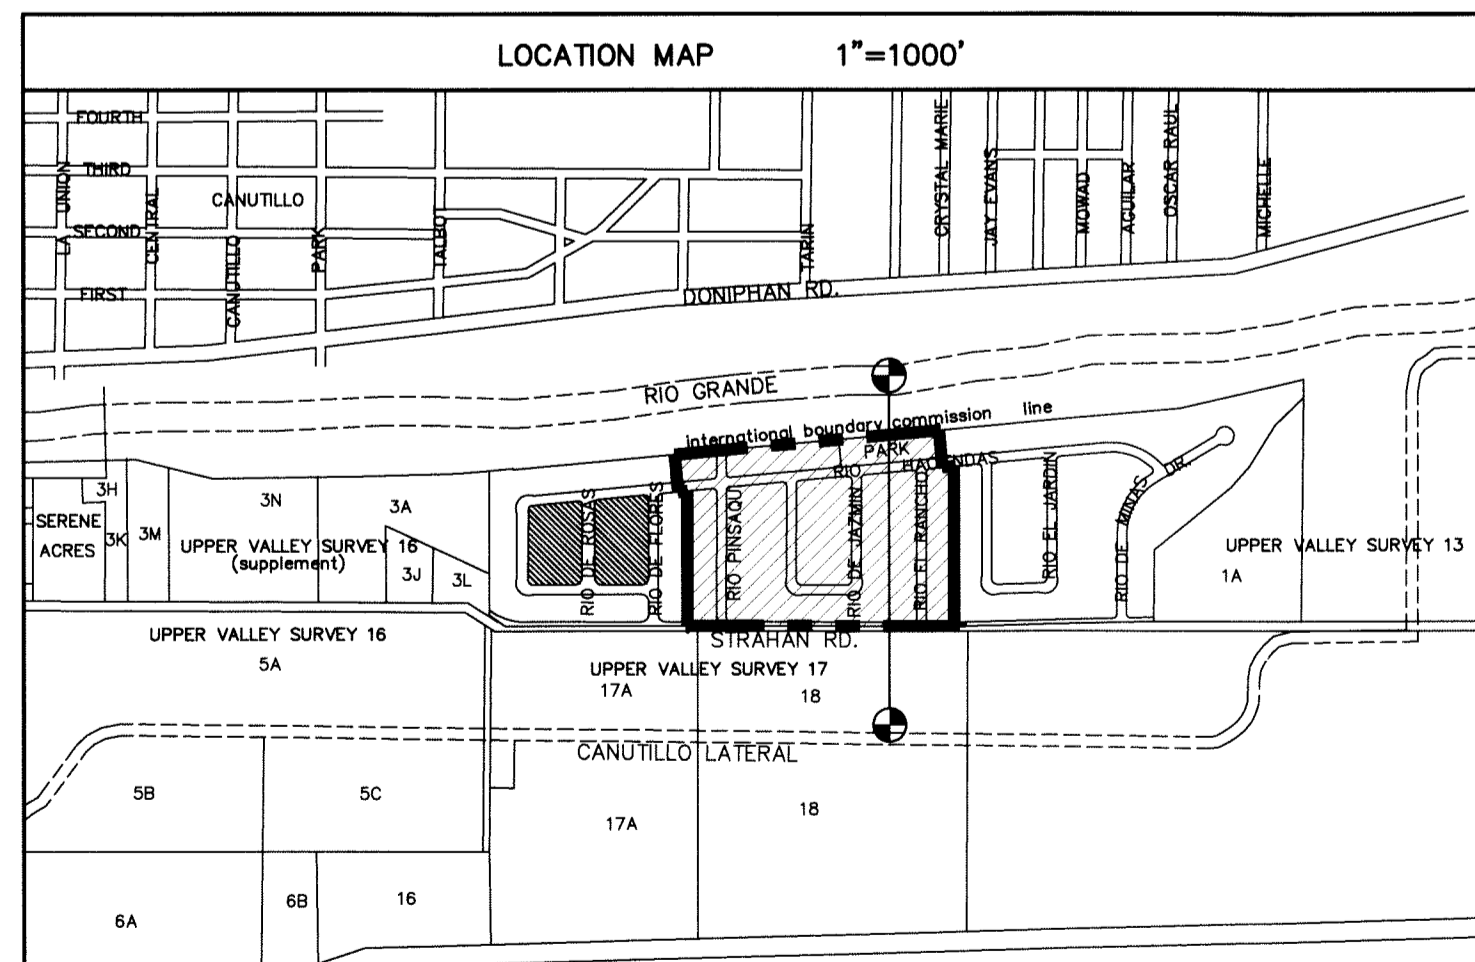 LOCATION MAP 1"=1000'
FOURTH
THIRD
LA UNION
CENTRAL
CANUTILLO
SECOND
CANUTILLO
PARK
TALBO
FIRST
TARIN
CRYSTAL MARIE
JAY EVANS
MOWAD
AGUILAR
OSCAR RAUL
MICHELLE
DONIPHAN RD.
RIO GRANDE
international boundary commission line
PARK
RIO HACIENDAS
3H
SERENE
ACRES
3K
3M
3N
3A
UPPER VALLEY SURVEY 16
(supplement)
3J
3L
RIO DE ROSAS
RIO DE FLORES
RIO PINSAQU
RIO DE JAZMIN
RIO EL RANCHO
RIO EL JARDIN
RIO DE MINAS DR.
UPPER VALLEY SURVEY 13
1A
STRAHAN RD.
UPPER VALLEY SURVEY 16
5A
UPPER VALLEY SURVEY 17
17A
18
CANUTILLO LATERAL
5B
5C
17A
18
6A
6B
16